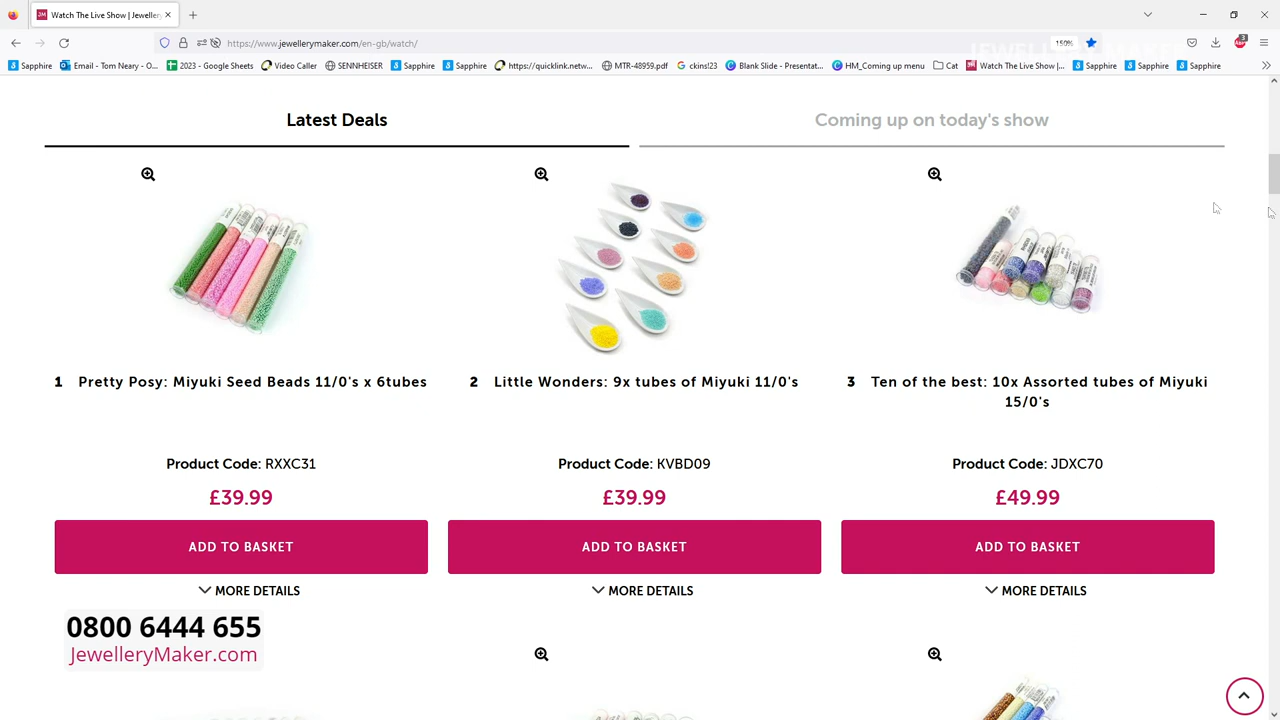 Watch The Live Show | Jeweller
https://www.jewellerymaker.com
gb/watch/
150%
3
JEWELLERYMAKER
Sapphire
Email - Tom Neary - O...
2023 - Google Sheets
Video Caller
SENNHEISER
Sapphire
Sapphire
https://quicklink.netw...
MTR-48959.pdf
ckins!23
Blank Slide - Presentat...
HM_Coming up menu
Cat
Watch The Live Show |...
Sapphire
Sapphire
Sapphire
Latest Deals
Coming up on today's show
1 Pretty Posy: Miyuki Seed Beads 11/0's x 6tubes
2 Little Wonders: 9x tubes of Miyuki 11/0's
3 Ten of the best: 10x Assorted tubes of Miyuki
15/0's
Product Code: RXXC31
Product Code: KVBD09
Product Code: JDXC70
£39.99
£39.99
£49.99
ADD TO BASKET
ADD TO BASKET
ADD TO BASKET
MORE DETAILS
MORE DETAILS
MORE DETAILS
0800 6444 655
JewelleryMaker.com